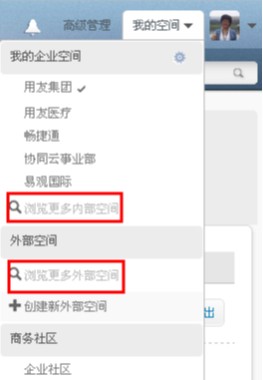 高级管理 我的空间
我的企业空间
用友集团
用友医疗
畅捷通
协同云事业部
易观国际
浏览更多内部空间
外部空间
浏览更多外部空间
创建新外部空间
出
商务社区
企业社区